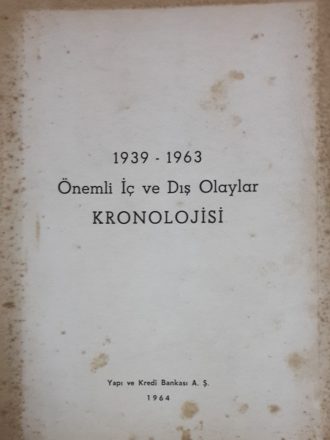 1939 - 1963
Önemli İç ve Dış Olaylar
KRONOLOJİSİ
Yapı ve Kredi Bankası A. Ş.
1964